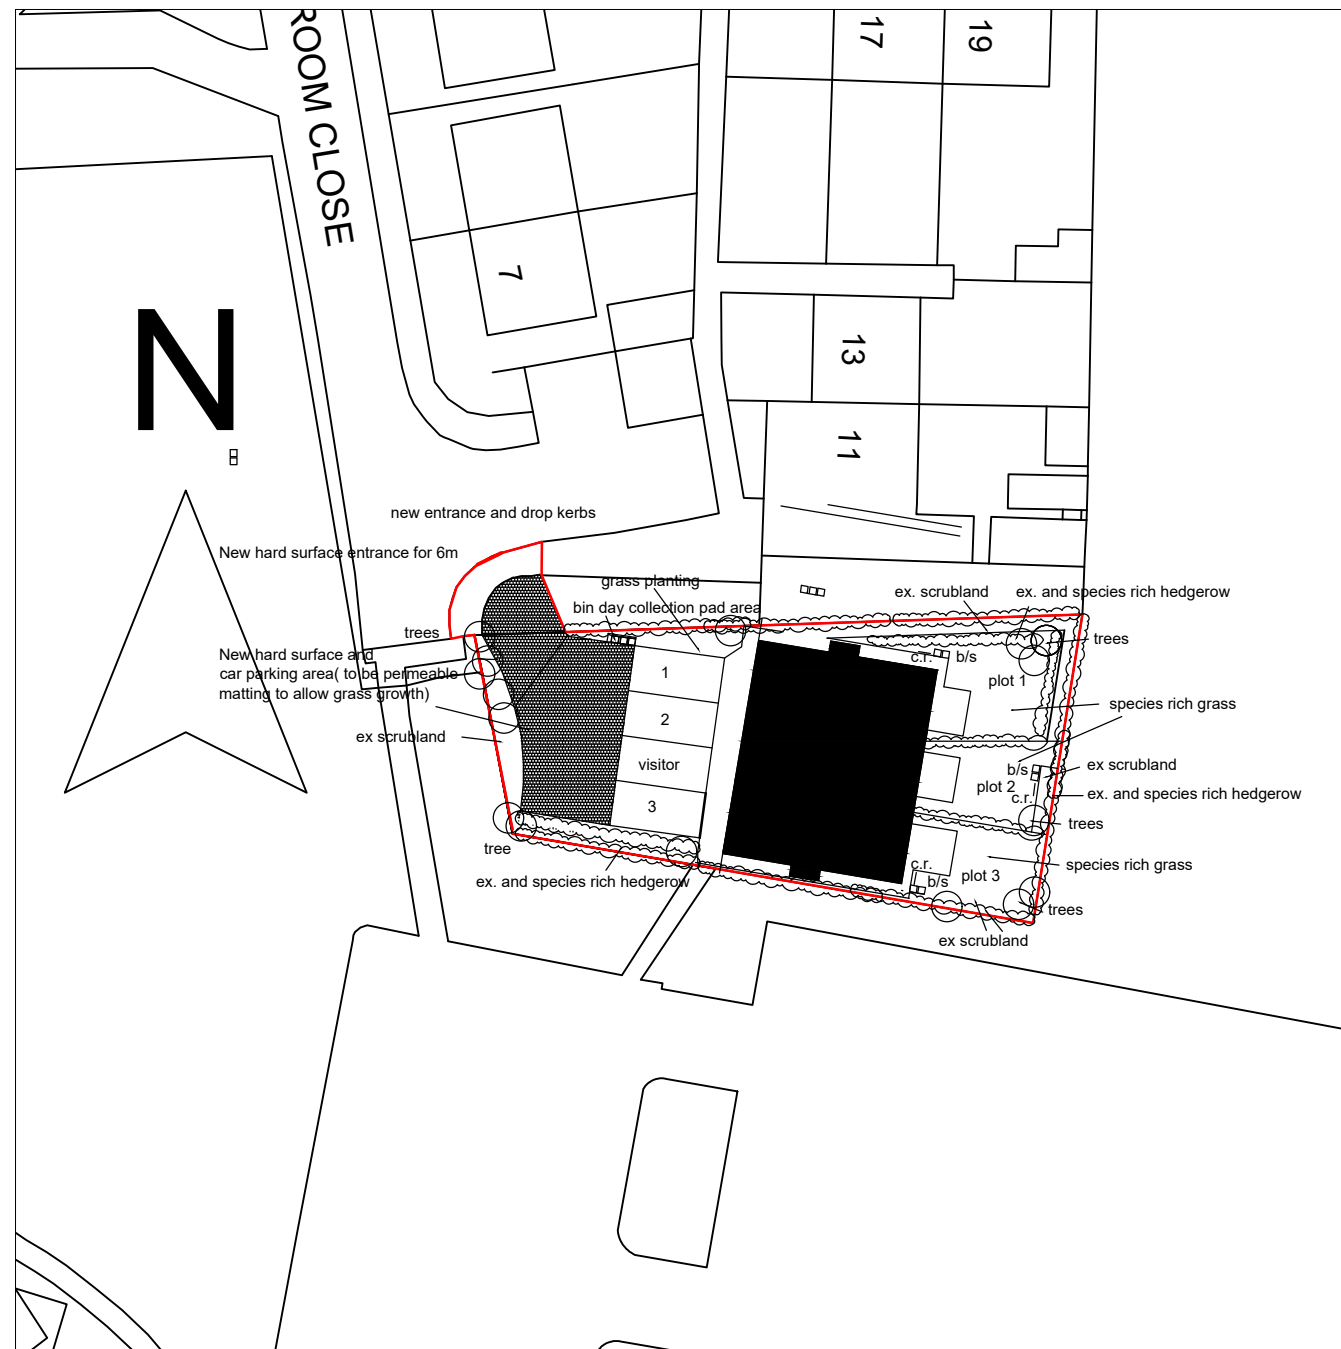 ROOM CLOSE
17
19
7
13
11
N
new entrance and drop kerbs
New hard surface entrance for 6m
grass planting
bin day collection pad area
ex. scrubland
ex. and species rich hedgerow
trees
trees
New hard surface and
car parking area( to be permeable
matting to allow grass growth)
ex scrubland
1
2
visitor
3
c.r.
b/s
plot 1
species rich grass
b/s
plot 2
c.r.
ex scrubland
ex. and species rich hedgerow
trees
tree
ex. and species rich hedgerow
c.r.
b/s
plot 3
species rich grass
trees
ex scrubland